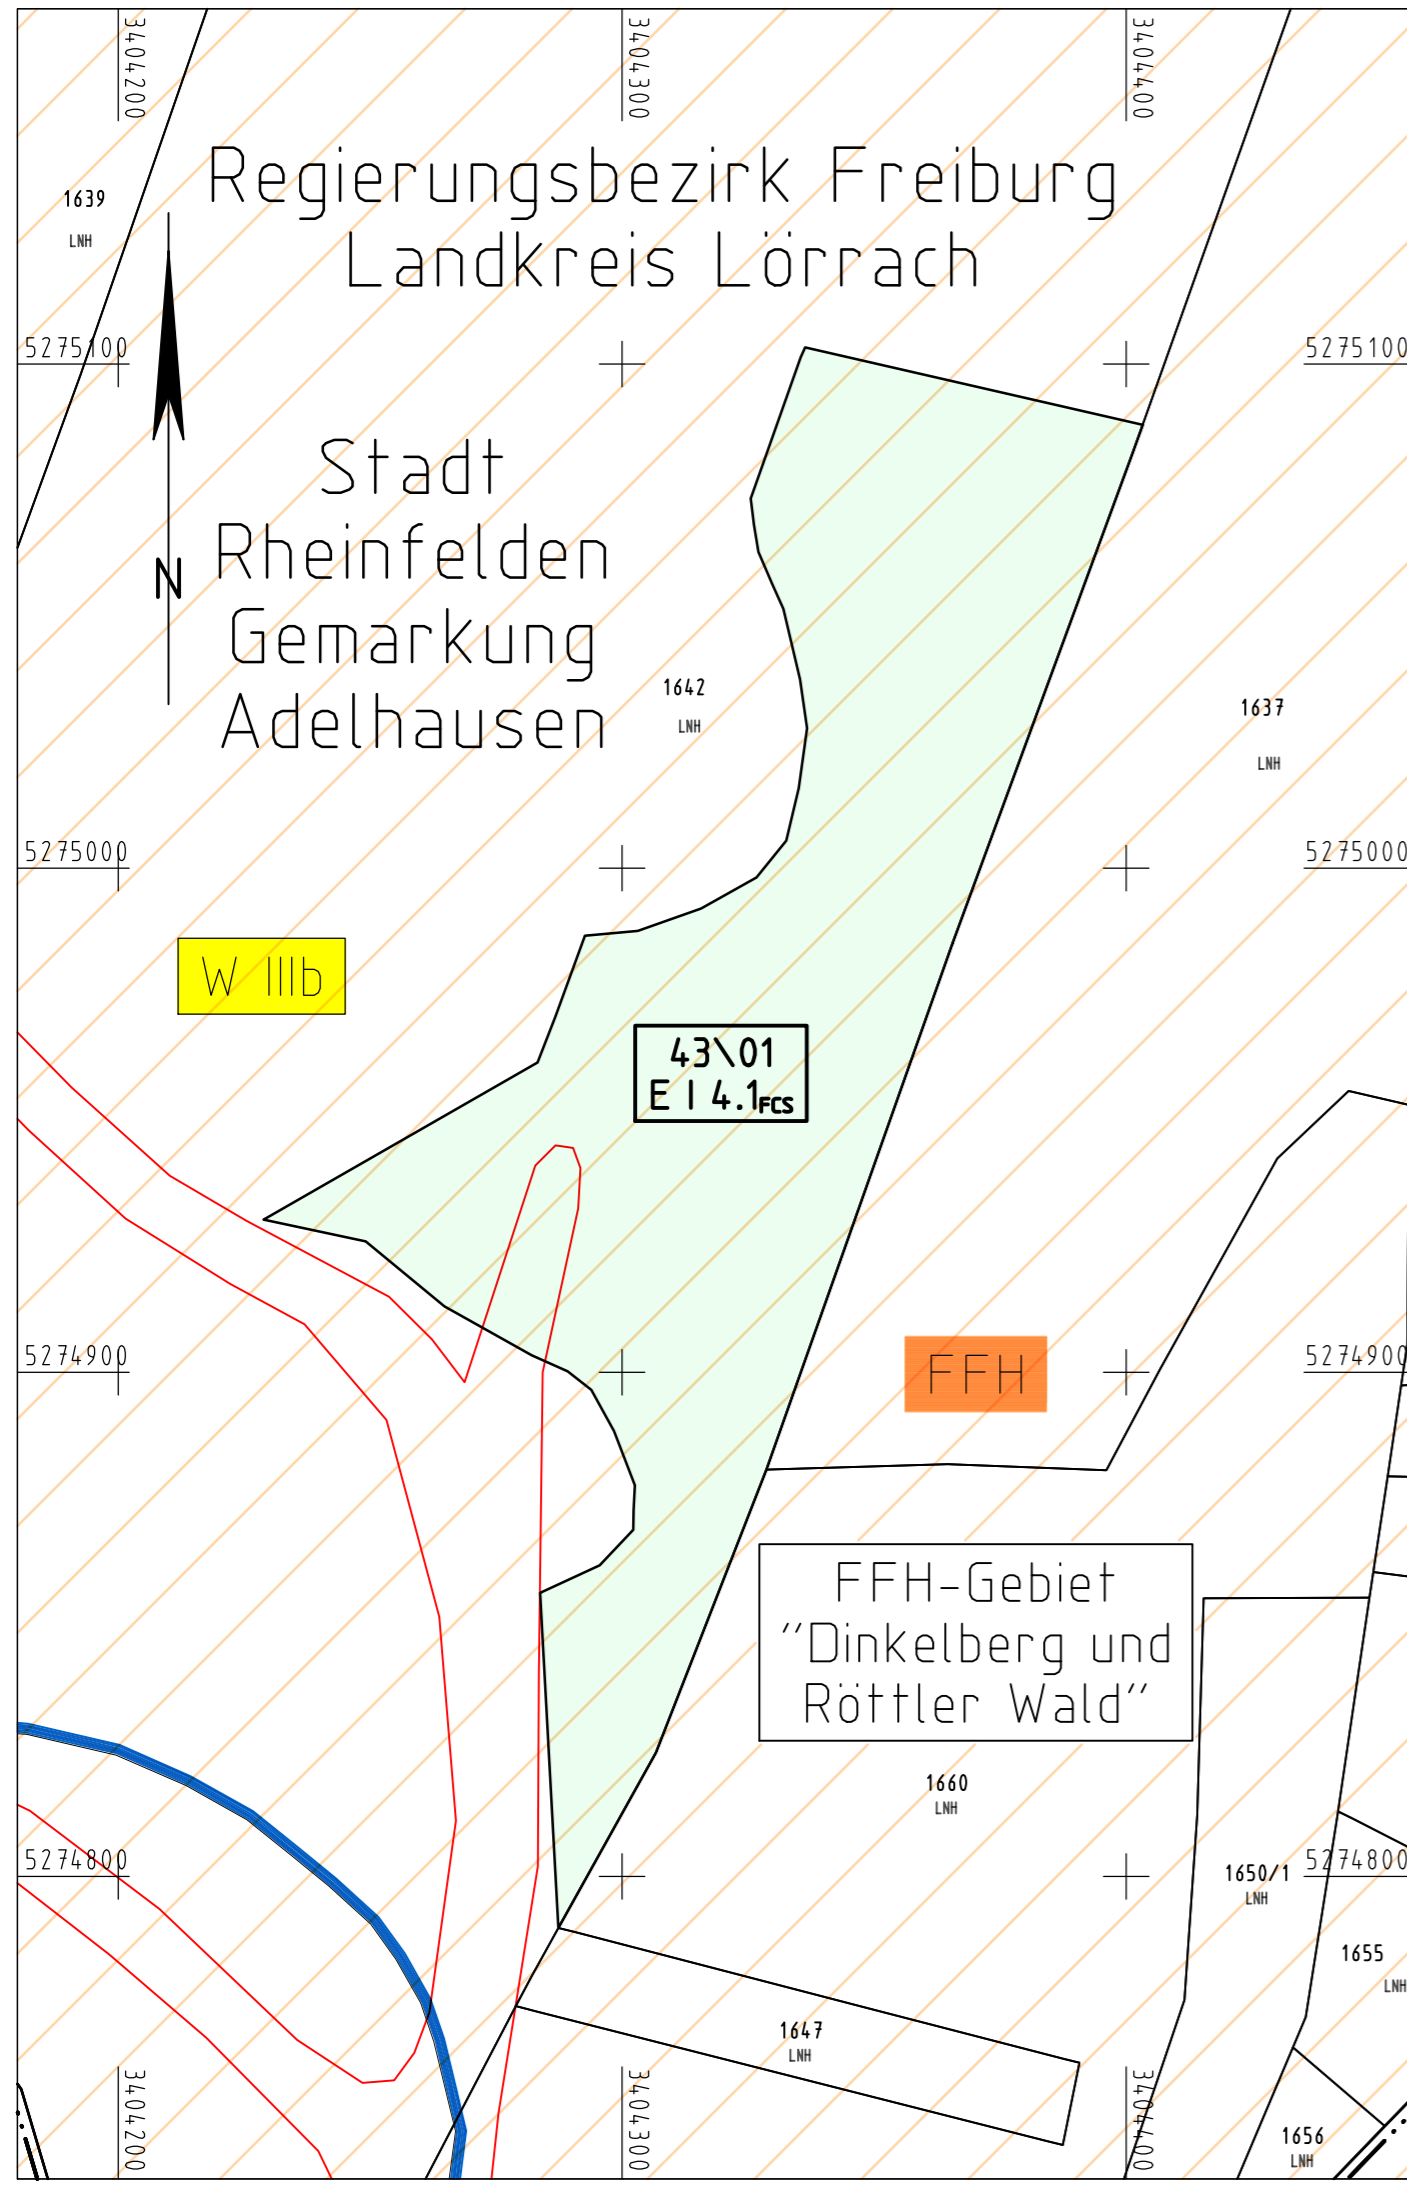 3404200
3404300
3404400
Regierungsbezirk Freiburg
Landkreis Lörrach
1639
LNH
5275100
5275100
Stadt
Rheinfelden
Gemarkung
Adelhausen
N
1642
LNH
1637
LNH
5275000
5275000
W IIIb
43\01
E I 4.1FCS
5274900
5274900
FFH
FFH-Gebiet
"Dinkelberg und
Röttler Wald"
1660
LNH
5274800
1650/1
LNH
5274800
1655
LNH
1647
LNH
3404200
3404300
3404400
1656
LNH